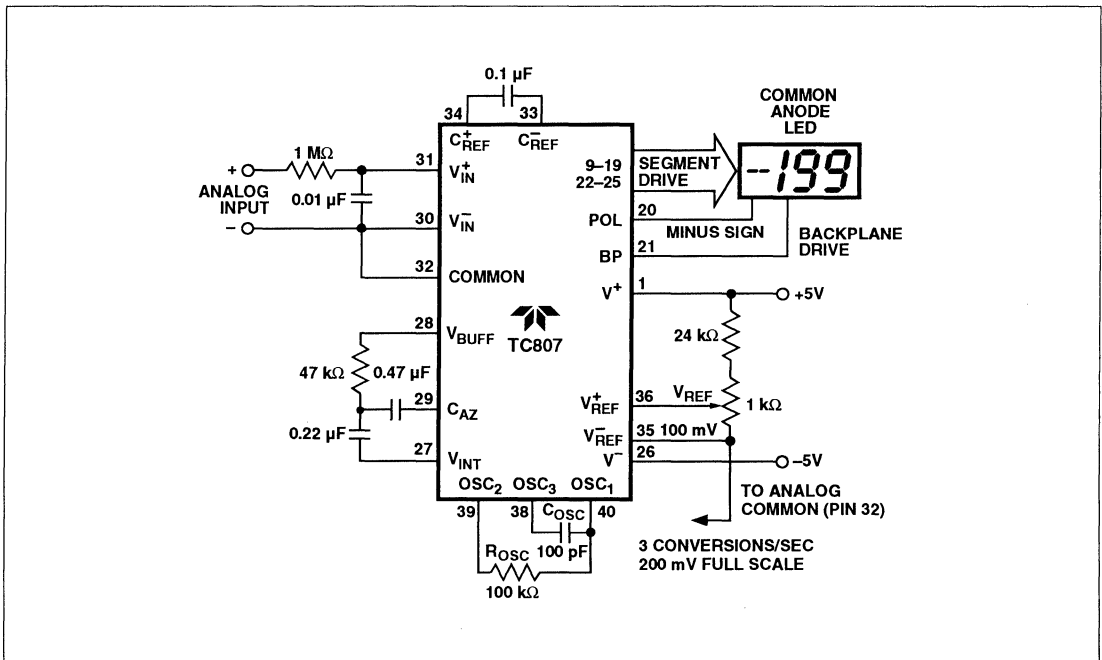 0.1 µF
34
33
C⁺REF
C⁻REF
COMMON
ANODE
LED
1 MΩ
+
31
V⁺IN
ANALOG
INPUT
0.01 µF
–
30
V⁻IN
32
COMMON
9–19
22–25
SEGMENT
DRIVE
--199
POL
20
MINUS SIGN
BP
21
BACKPLANE
DRIVE
V⁺
1
+5V
24 kΩ
TC807
28
VBUFF
47 kΩ
0.47 µF
29
CAZ
0.22 µF
27
VINT
V⁺REF
36
VREF
1 kΩ
V⁻REF
35
100 mV
V⁻
26
–5V
OSC2
OSC3
OSC1
39
38
COSC
40
100 pF
ROSC
100 kΩ
TO ANALOG
COMMON (PIN 32)
3 CONVERSIONS/SEC
200 mV FULL SCALE